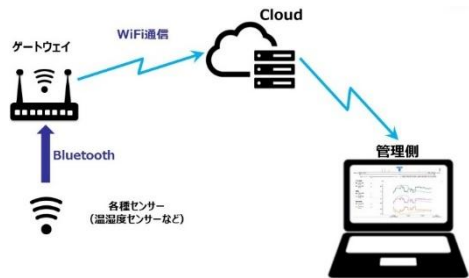 Cloud
WiFi通信
ゲートウェイ
Bluetooth
管理側
各種センサー
（温湿度センサーなど）